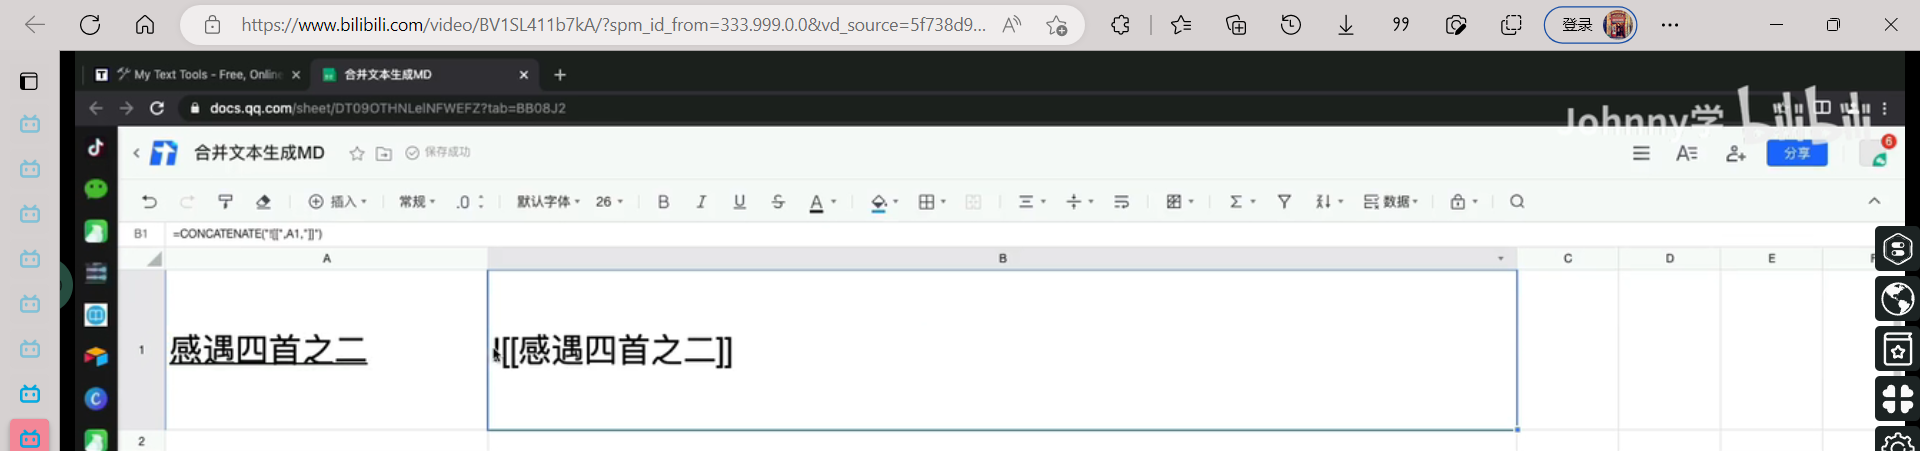 https://www.bilibili.com/video/BV1SL411b7kA/?spm_id_from=333.999.0.0&vd_source=5f738d9...
登录
My Text Tools - Free, Online
合并文本生成MD
docs.qq.com/sheet/DT09OTHNLelNFWEFZ?tab=BB08J2
Johnny学
bilibili
合并文本生成MD
保存成功
分享
6
插入
常规
.0
默认字体
26
B
I
U
S
A
数据
B1
=CONCATENATE("![[",A1,"]]")
A
B
C
D
E
F
1
感遇四首之二
![[感遇四首之二]]
2